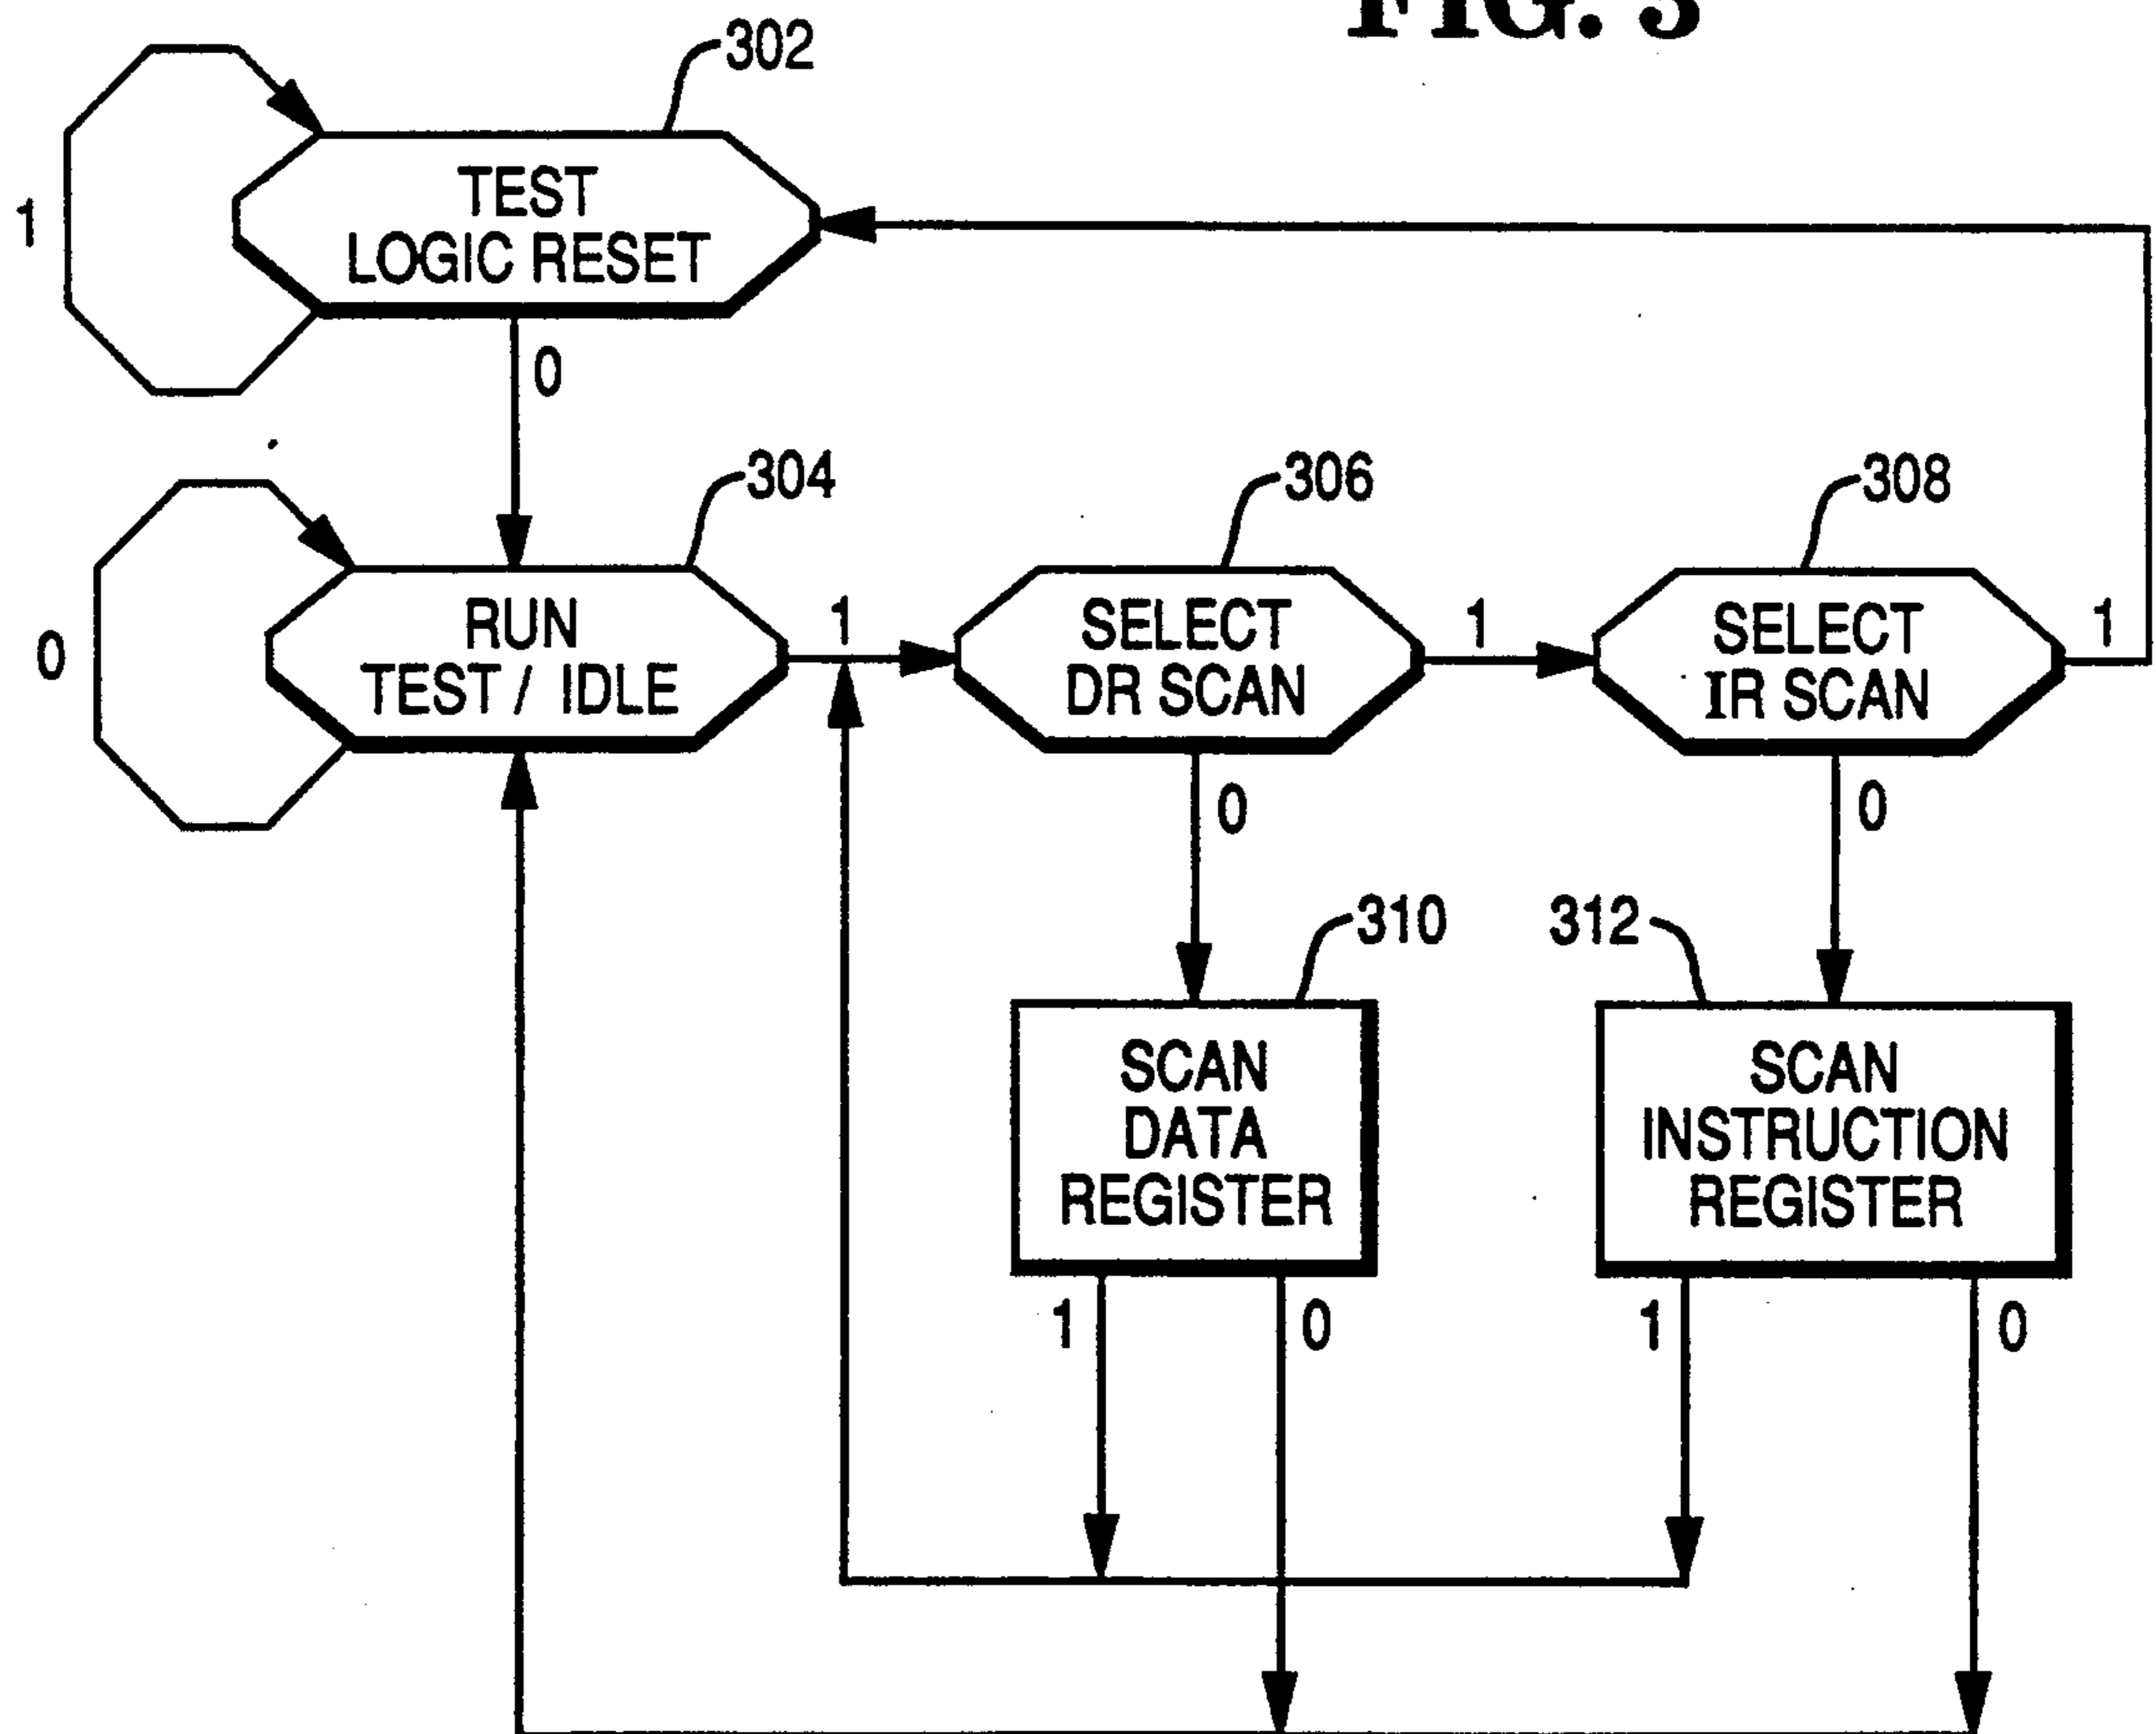 FIG. 3
302
TEST
LOGIC RESET
1
0
304
306
308
RUN
TEST / IDLE
0
1
SELECT
DR SCAN
1
SELECT
IR SCAN
1
0
0
310
312
SCAN
DATA
REGISTER
SCAN
INSTRUCTION
REGISTER
1
0
1
0